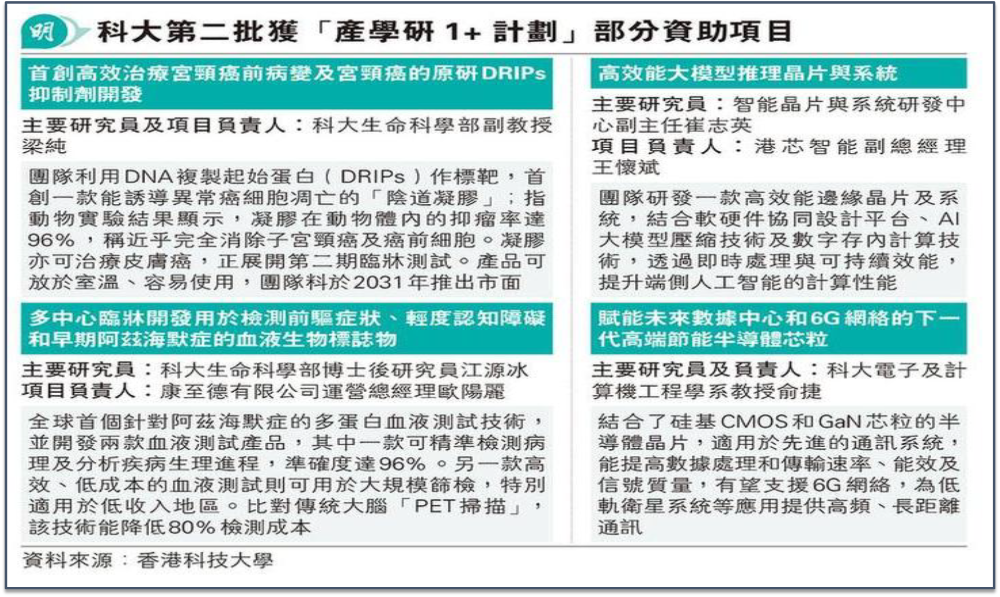 明
科大第二批獲「產學研 1+ 計劃」部分資助項目
首創高效治療宮頸癌前病變及宮頸癌的原研DRIPs
抑制劑開發
主要研究員及項目負責人：科大生命科學部副教授
梁純
團隊利用DNA複製起始蛋白（DRIPs）作標靶，首
創一款能誘導異常癌細胞凋亡的「陰道凝膠」；指
動物實驗結果顯示，凝膠在動物體內的抑瘤率達
96%，稱近乎完全消除子宮頸癌及癌前細胞。凝膠
亦可治療皮膚癌，正展開第二期臨牀測試。產品可
放於室溫、容易使用，團隊料於2031年推出市面
多中心臨牀開發用於檢測前驅症狀、輕度認知障礙
和早期阿茲海默症的血液生物標誌物
主要研究員：科大生命科學部博士後研究員江源冰
項目負責人：康至德有限公司運營總經理歐陽麗
全球首個針對阿茲海默症的多蛋白血液測試技術，
並開發兩款血液測試產品，其中一款可精準檢測病
理及分析疾病生理進程，準確度達96%。另一款高
效、低成本的血液測試則可用於大規模篩檢，特別
適用於低收入地區。比對傳統大腦「PET掃描」，
該技術能降低80%檢測成本
高效能大模型推理晶片與系統
主要研究員：智能晶片與系統研發中
心副主任崔志英
項目負責人：港芯智能副總經理
王懷斌
團隊研發一款高效能邊緣晶片及系
統，結合軟硬件協同設計平台、AI
大模型壓縮技術及數字存內計算技
術，透過即時處理與可持續效能，
提升端側人工智能的計算性能
賦能未來數據中心和6G網絡的下一
代高端節能半導體芯粒
主要研究員及負責人：科大電子及計
算機工程學系教授俞捷
結合了硅基CMOS和GaN芯粒的半
導體晶片，適用於先進的通訊系統，
能提高數據處理和傳輸速率、能效及
信號質量，有望支援6G網絡，為低
軌衛星系統等應用提供高頻、長距離
通訊
資料來源：香港科技大學